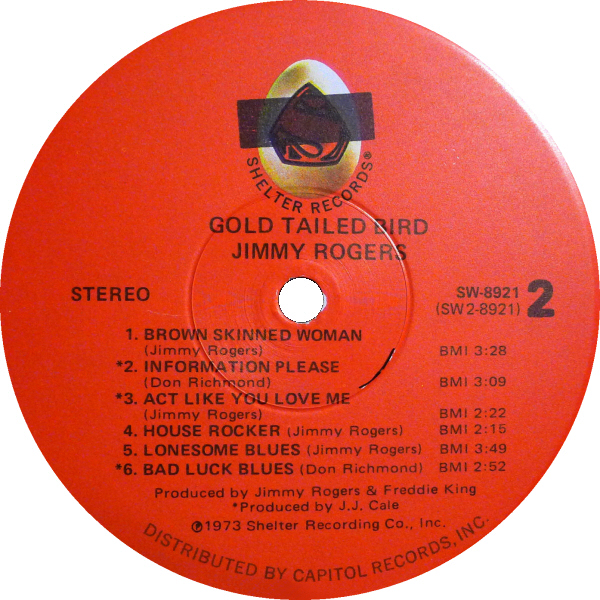 SHELTER RECORDS®
GOLD TAILED BIRD
JIMMY ROGERS
STEREO
SW-8921
(SW 2-8921)
2
1. BROWN SKINNED WOMAN
(Jimmy Rogers) BMI 3:28
*2. INFORMATION PLEASE
(Don Richmond) BMI 3:09
*3. ACT LIKE YOU LOVE ME
(Jimmy Rogers) BMI 2:22
4. HOUSE ROCKER (Jimmy Rogers) BMI 2:15
5. LONESOME BLUES (Jimmy Rogers) BMI 3:49
*6. BAD LUCK BLUES (Don Richmond) BMI 2:52
Produced by Jimmy Rogers & Freddie King
*Produced by J.J. Cale
℗1973 Shelter Recording Co., Inc.
DISTRIBUTED BY CAPITOL RECORDS, INC.